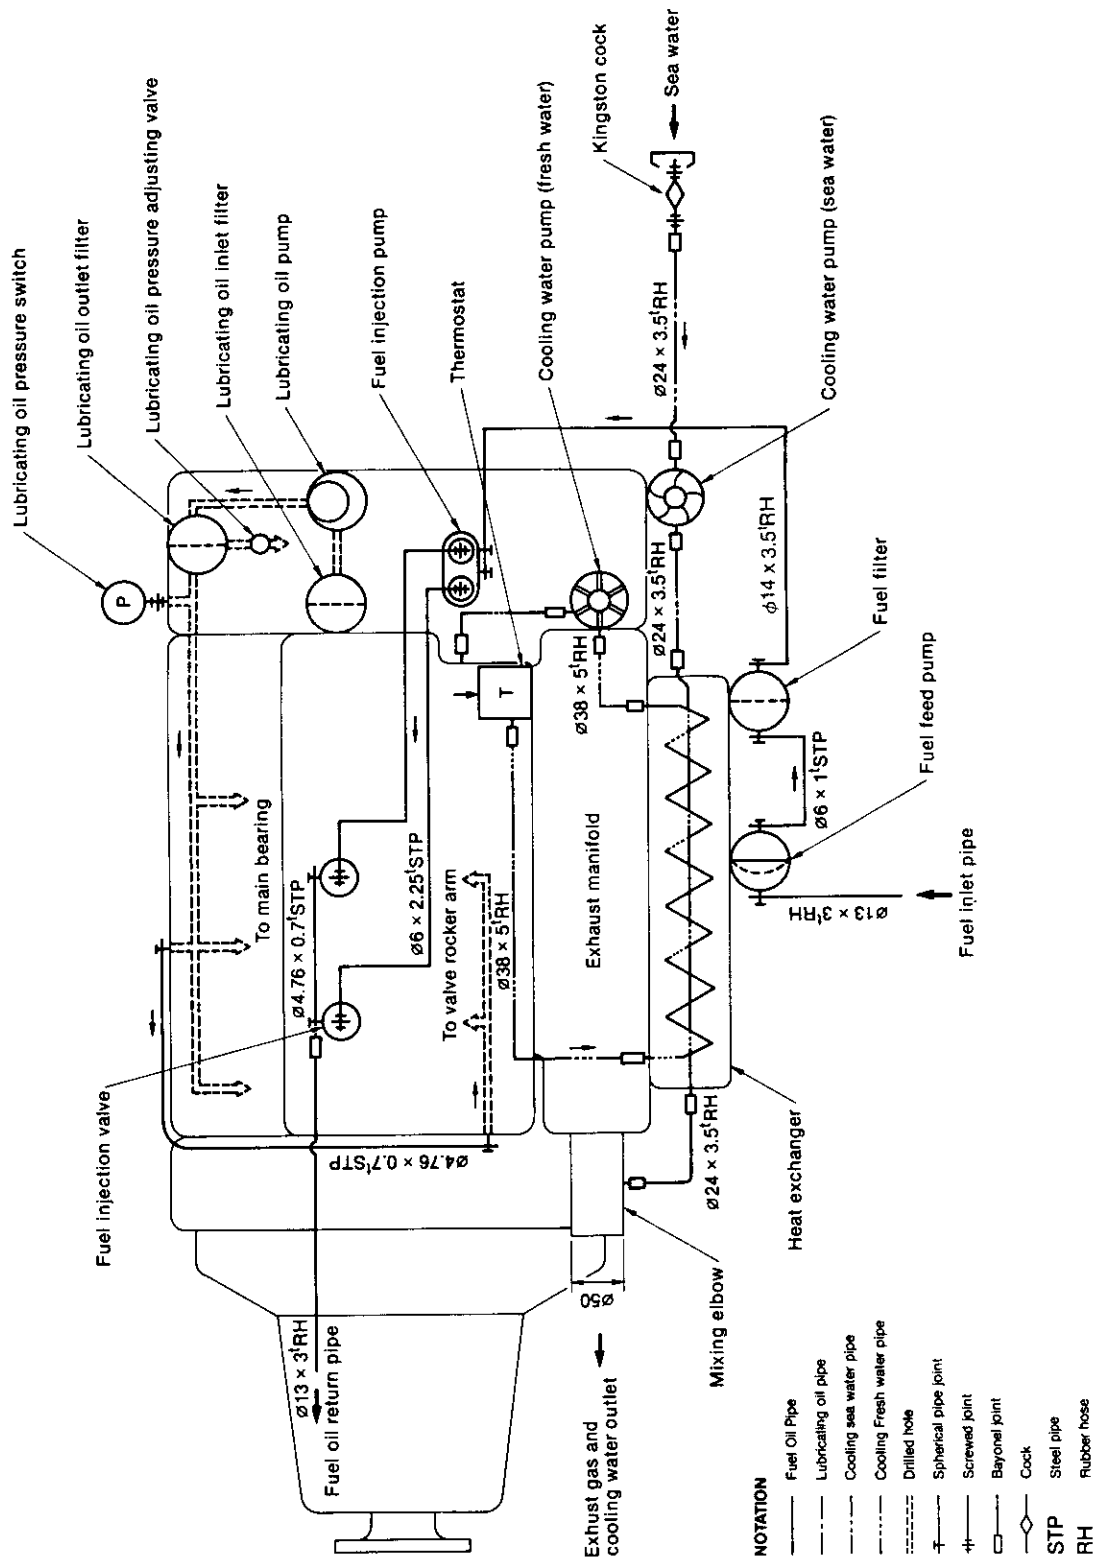 Lubricating oil pressure switch
Lubricating oil outlet filter
Lubricating oil pressure adjusting valve
Lubricating oil inlet filter
Lubricating oil pump
Fuel injection pump
Thermostat
Cooling water pump (fresh water)
Kingston cock
Sea water
Cooling water pump (sea water)
Fuel filter
Fuel feed pump
Fuel inlet pipe
Heat exchanger
Mixing elbow
Fuel injection valve
P
T
To main bearing
To valve rocker arm
Exhaust manifold
Ø24 × 3.5ᵗRH
Ø24 × 3.5ᵗRH
ϕ14 × 3.5ᵗRH
Ø38 × 5ᵗRH
Ø6 × 1ᵗSTP
Ø13 × 3ᵗRH
Ø4.76 × 0.7ᵗSTP
Ø6 × 2.25ᵗSTP
Ø38 × 5ᵗRH
Ø4.76 × 0.7ᵗSTP
Ø24 × 3.5ᵗRH
Ø50
Ø13 × 3ᵗRH
Fuel oil return pipe
Exhust gas and
cooling water outlet
NOTATION
Fuel Oil Pipe
Lubricating oil pipe
Cooling sea water pipe
Cooling Fresh water pipe
Drilled hole
Spherical pipe joint
Screwed joint
Bayonel joint
Cock
STP Steel pipe
RH Rubber hose